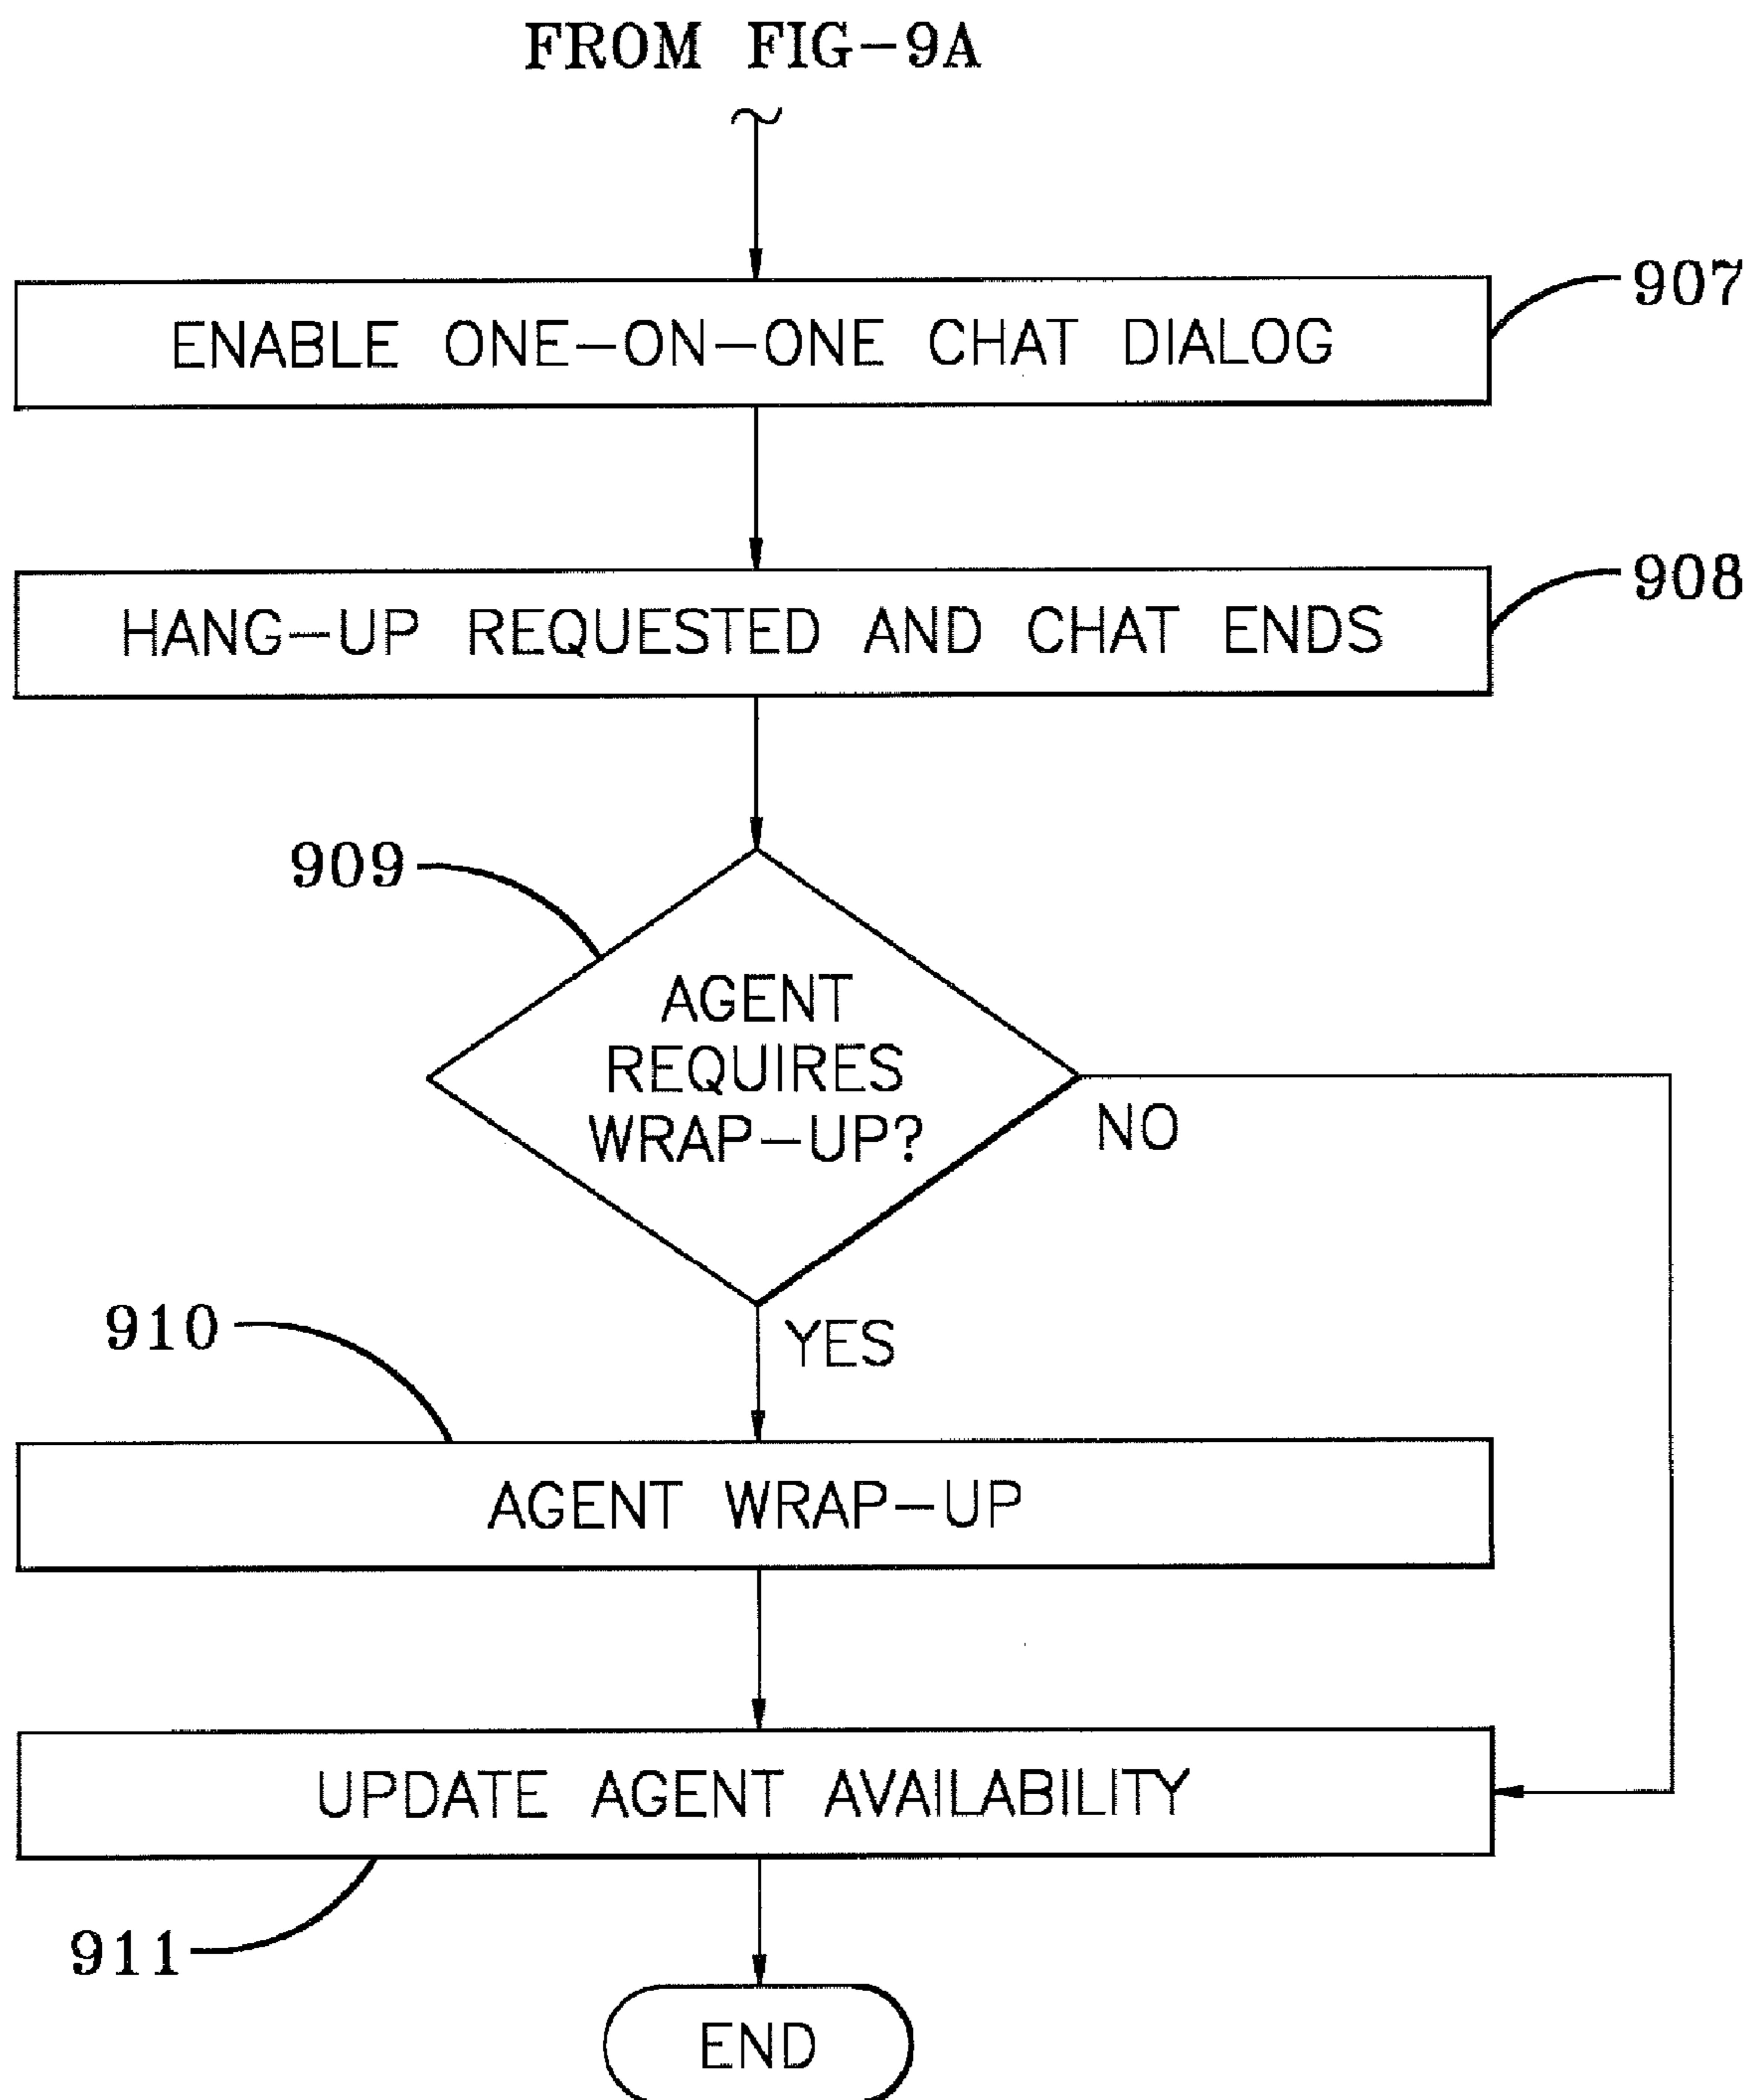 FROM FIG-9A
ENABLE ONE-ON-ONE CHAT DIALOG
907
HANG-UP REQUESTED AND CHAT ENDS
908
909
AGENT
REQUIRES
WRAP-UP?
NO
YES
910
AGENT WRAP-UP
UPDATE AGENT AVAILABILITY
911
END